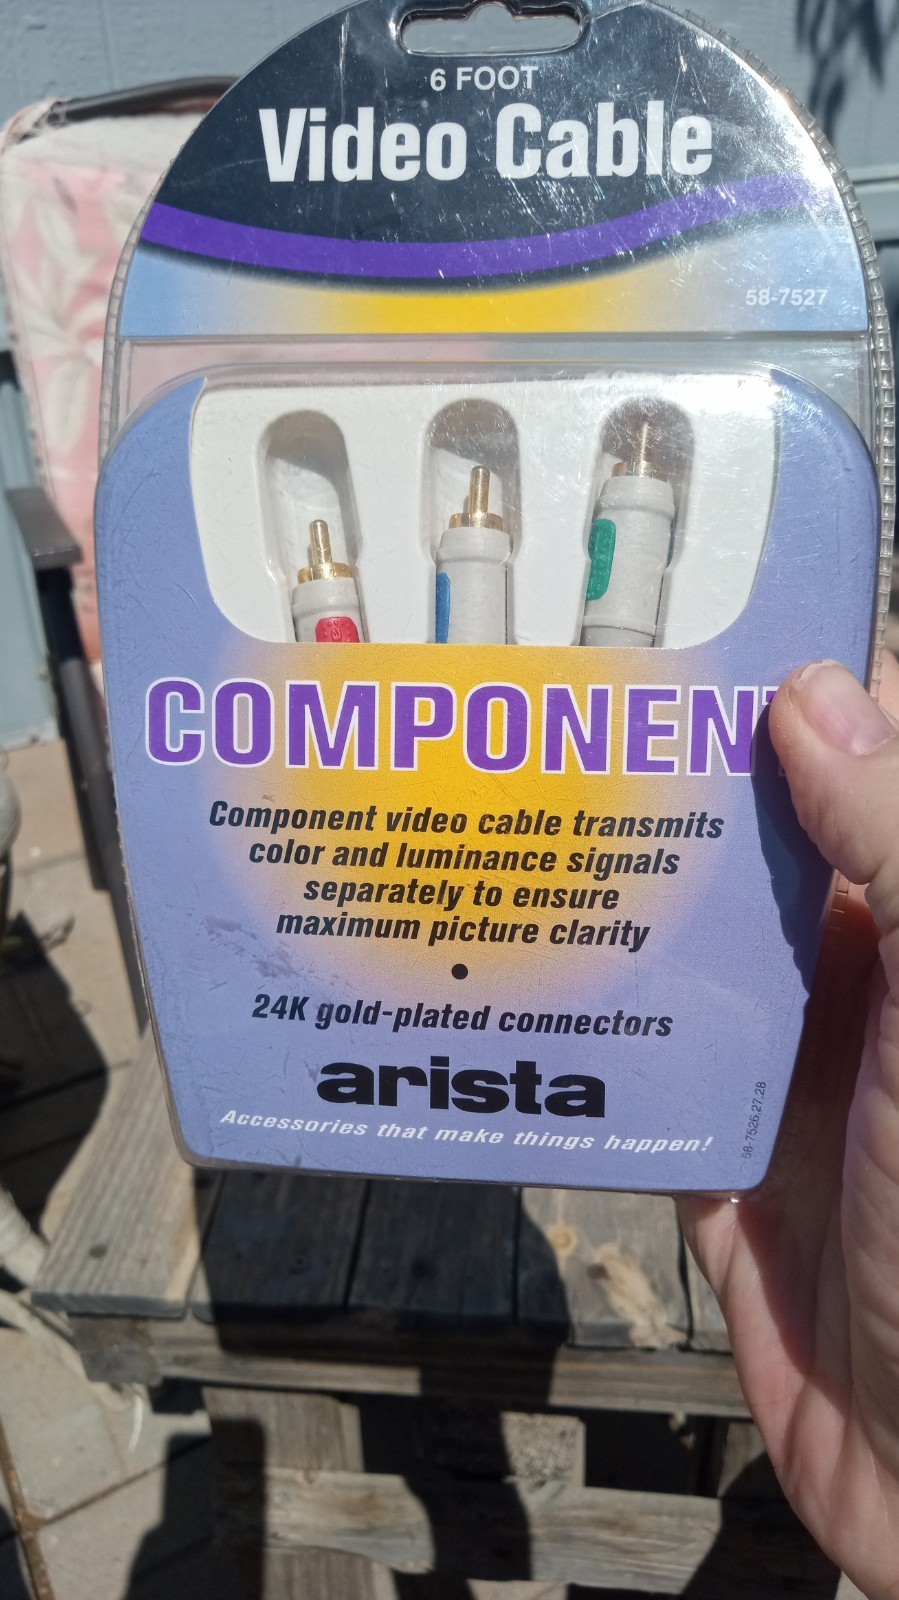 6 FOOT
Video Cable
58-7527
COMPONEN
Component video cable transmits
color and luminance signals
separately to ensure
maximum picture clarity
•
24K gold-plated connectors
arista
Accessories that make things happen!
58-7526,27,28